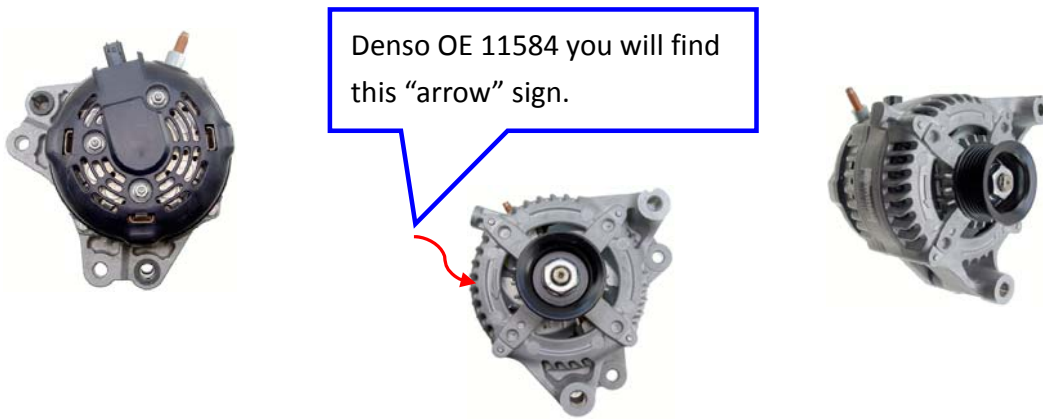 Denso OE 11584 you will find
this “arrow” sign.